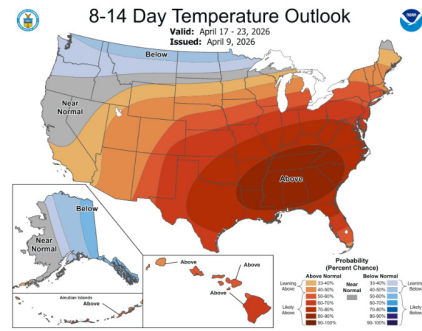 8-14 Day Temperature Outlook
Valid: April 17 - 23, 2026
Issued: April 9, 2026
Below
Near
Normal
Above
Below
Near
Normal
Aleutian Islands
Above
Above
Above
Above
Probability
(Percent Chance)
Above Normal
Near
Normal
Below Normal
Leaning
Above
33-40%
40-50%
50-60%
60-70%
70-80%
80-90%
90-100%
Likely
Above
33-40%
40-50%
50-60%
60-70%
70-80%
80-90%
90-100%
Leaning
Below
Likely
Below